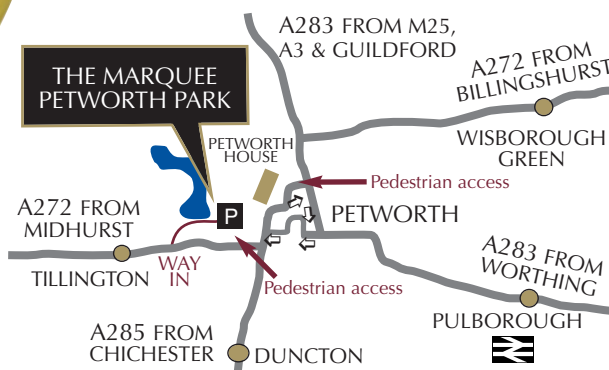 A283 FROM M25,
A3 & GUILDFORD
THE MARQUEE
PETWORTH PARK
A272 FROM
BILLINGSHURST
WISBOROUGH
GREEN
PETWORTH
HOUSE
Pedestrian access
P
PETWORTH
A272 FROM
MIDHURST
TILLINGTON
WAY
IN
Pedestrian access
A283 FROM
WORTHING
PULBOROUGH
A285 FROM
CHICHESTER
DUNCTON